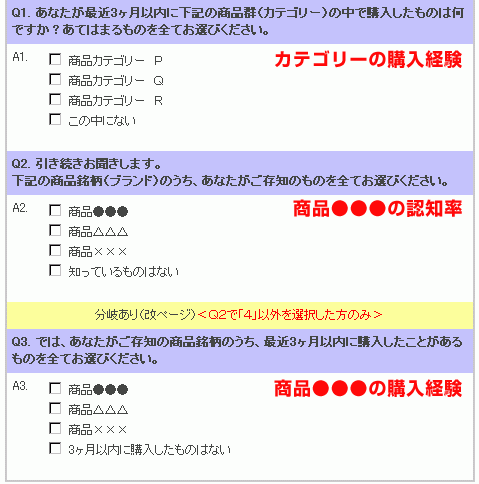 Q1. あなたが最近3ヶ月以内に下記の商品群(カテゴリー)の中で購入したものは何
ですか？あてはまるものを全てお選びください。
A1.
商品カテゴリー　P
カテゴリーの購入経験
商品カテゴリー　Q
商品カテゴリー　R
この中にない
Q2. 引き続きお聞きします。
下記の商品銘柄(ブランド)のうち、あなたがご存知のものを全てお選びください。
A2.
商品●●●
商品●●●の認知率
商品△△△
商品×××
知っているものはない
分岐あり(改ページ)＜Q2で「4」以外を選択した方のみ＞
Q3. では、あなたがご存知の商品銘柄のうち、最近3ヶ月以内に購入したことがある
ものを全てお選びください。
A3.
商品●●●
商品●●●の購入経験
商品△△△
商品×××
3ヶ月以内に購入したものはない